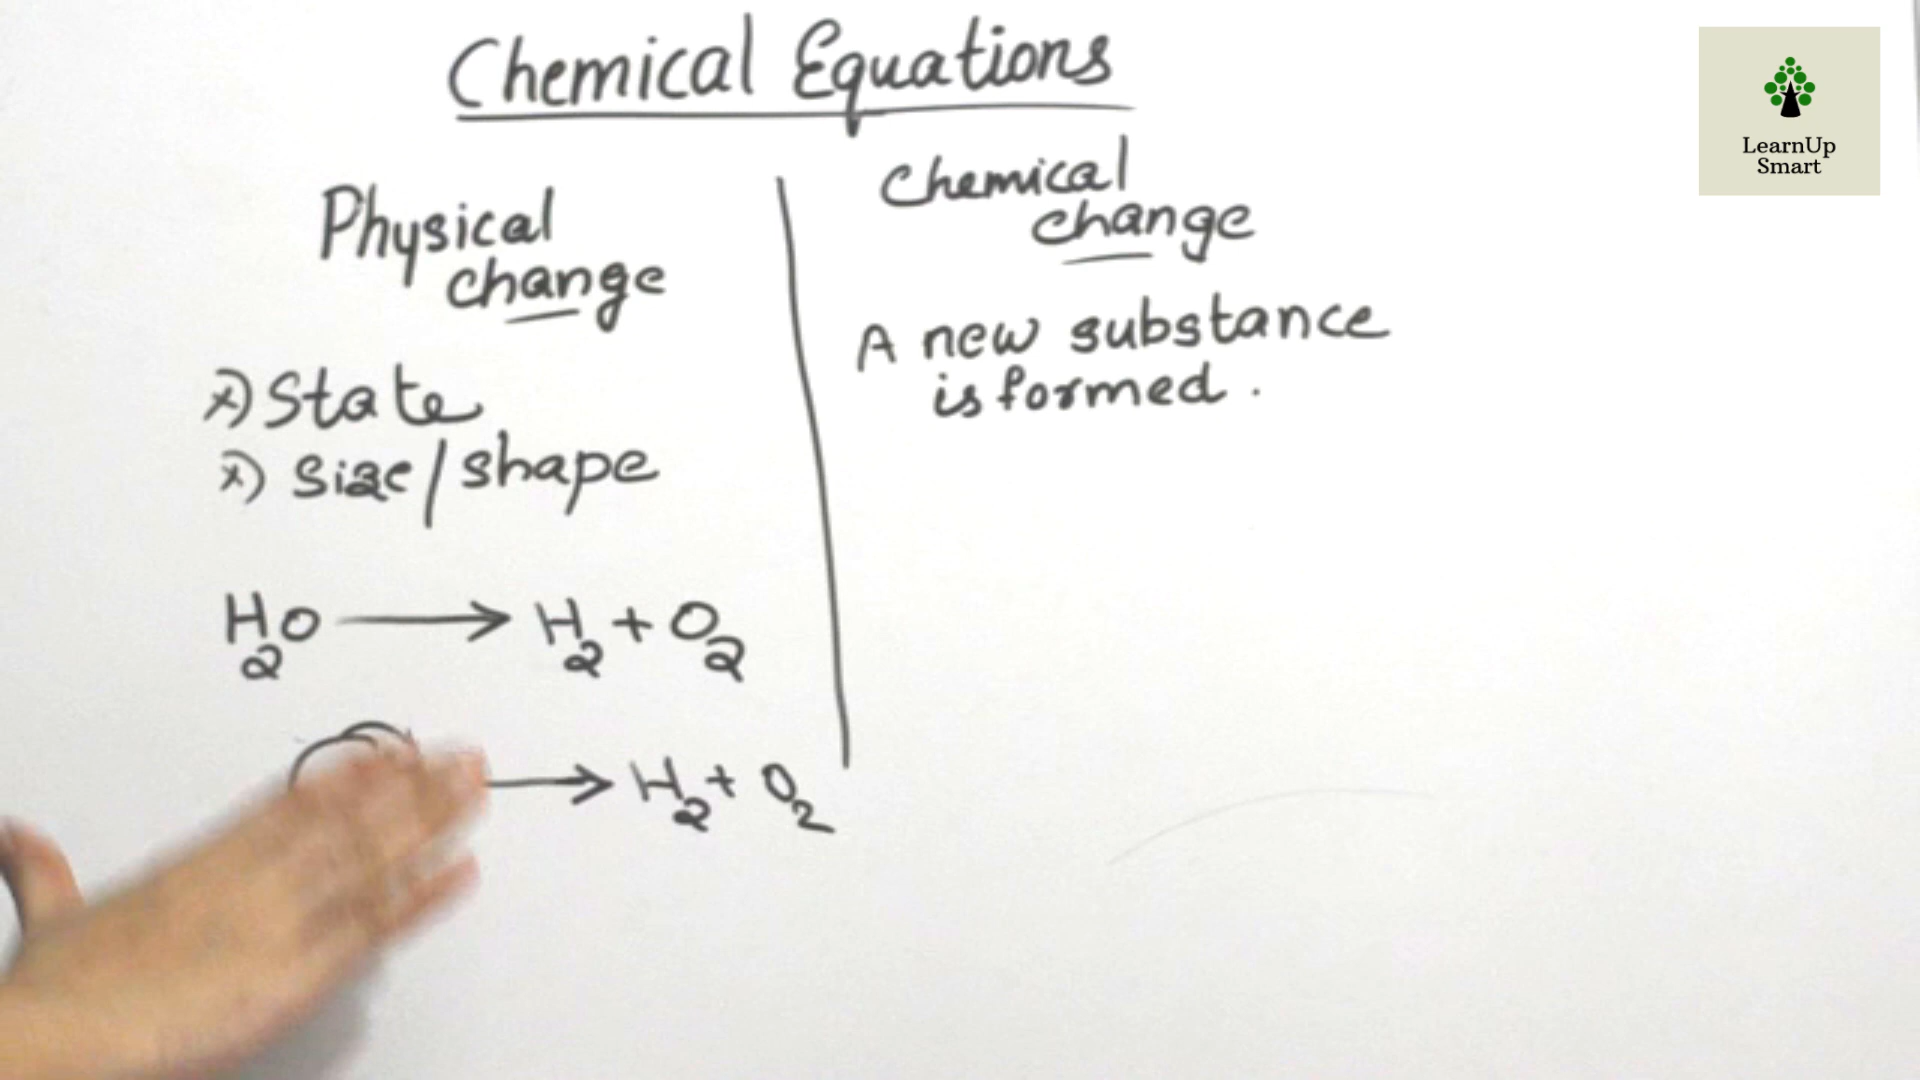 Chemical Equations
Physical
change
x) State
x) Size/shape
H2O → H2 + O2
→ H2 + O2
Chemical
change
A new substance
is formed.
LearnUp
Smart